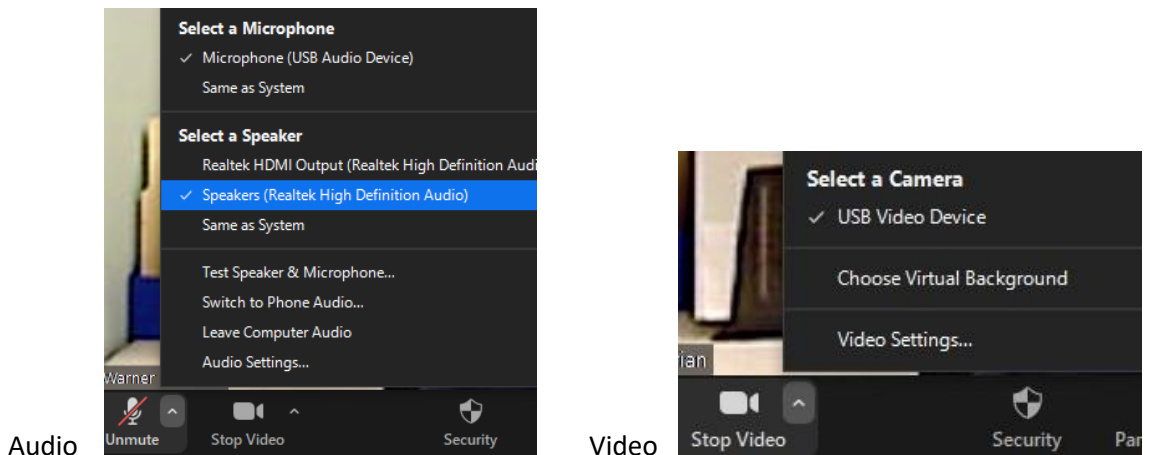 Select a Microphone
Microphone (USB Audio Device)
Same as System
Select a Speaker
Realtek HDMI Output (Realtek High Definition Audi
Speakers (Realtek High Definition Audio)
Same as System
Test Speaker & Microphone...
Switch to Phone Audio...
Leave Computer Audio
Audio Settings...
Warner
Unmute Stop Video Security
Audio
Select a Camera
USB Video Device
Choose Virtual Background
Video Settings...
ian
Stop Video Security Par
Video